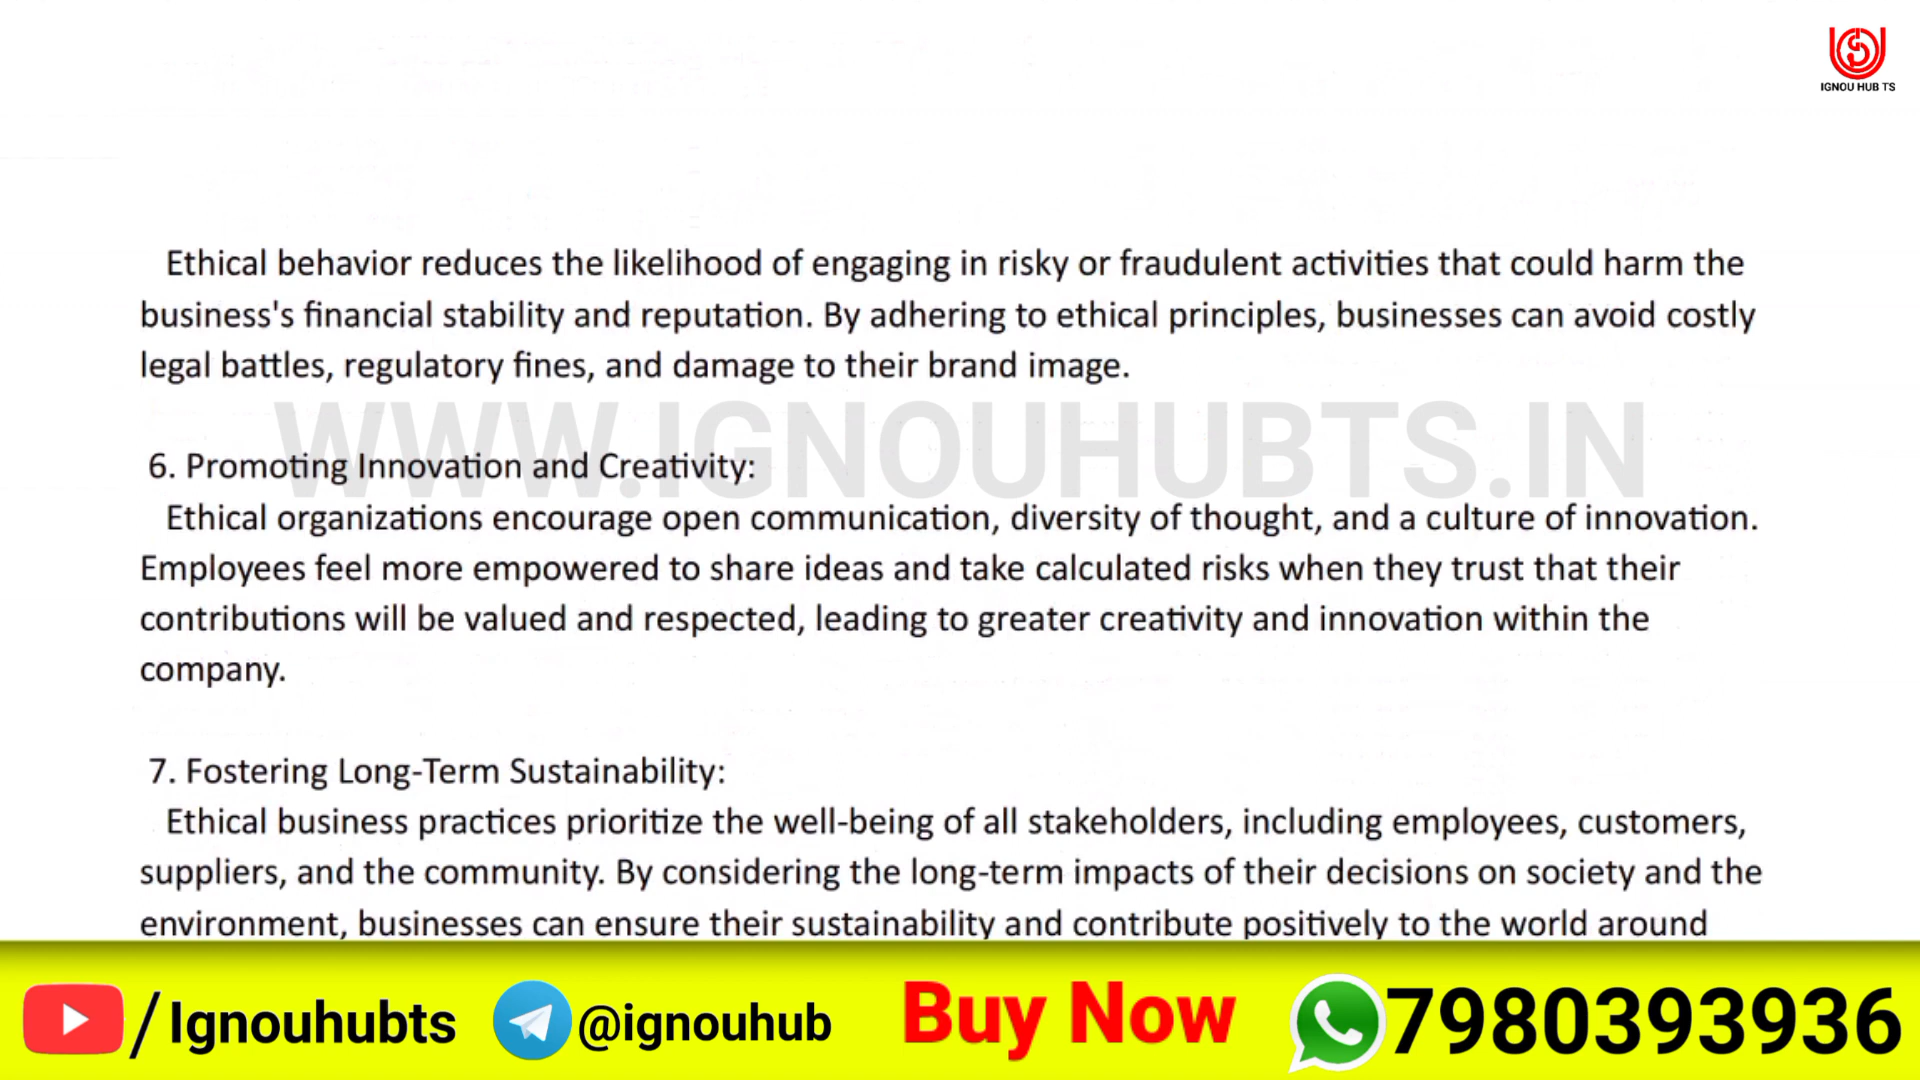 IGNOU HUB TS
Ethical behavior reduces the likelihood of engaging in risky or fraudulent activities that could harm the
business's financial stability and reputation. By adhering to ethical principles, businesses can avoid costly
legal battles, regulatory fines, and damage to their brand image.
WWW.IGNOUHUBTS.IN
6. Promoting Innovation and Creativity:
Ethical organizations encourage open communication, diversity of thought, and a culture of innovation.
Employees feel more empowered to share ideas and take calculated risks when they trust that their
contributions will be valued and respected, leading to greater creativity and innovation within the
company.
7. Fostering Long-Term Sustainability:
Ethical business practices prioritize the well-being of all stakeholders, including employees, customers,
suppliers, and the community. By considering the long-term impacts of their decisions on society and the
environment, businesses can ensure their sustainability and contribute positively to the world around
/Ignouhubts @ignouhub Buy Now 7980393936